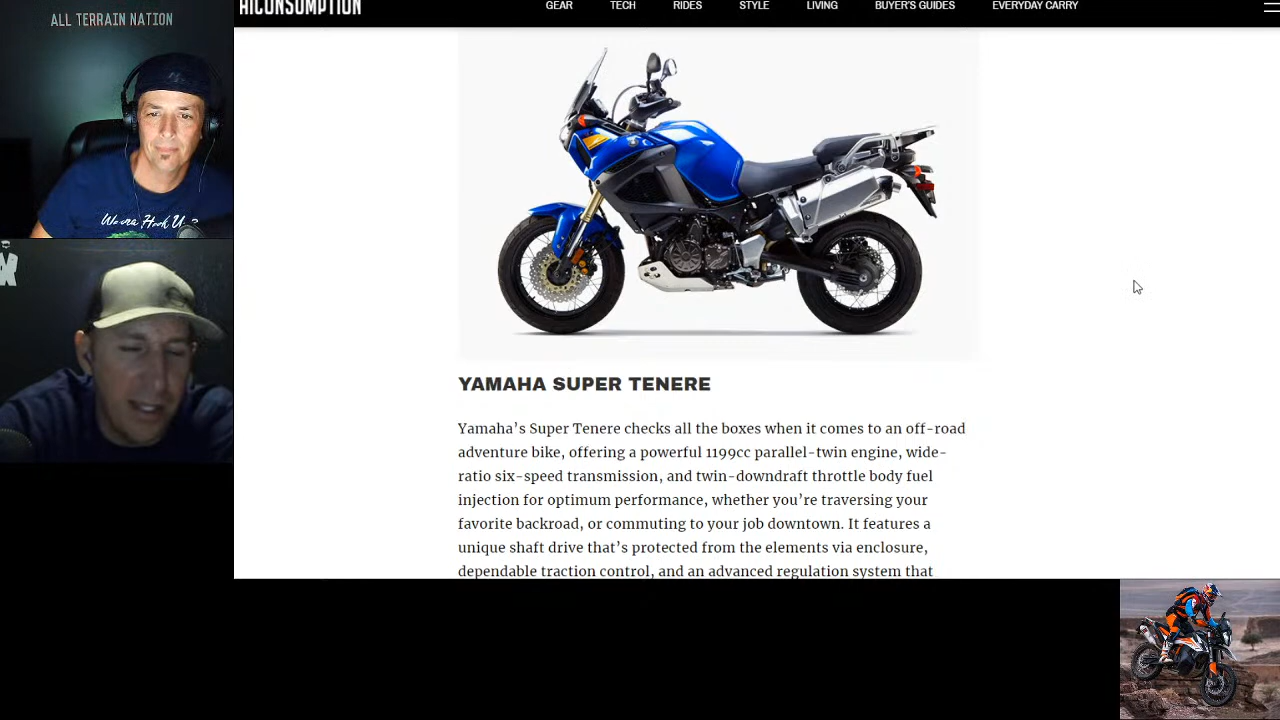 ALL TERRAIN NATION
HICONSUMPTION
GEAR TECH RIDES STYLE LIVING BUYER'S GUIDES EVERYDAY CARRY
Wanna Hook U ?
X
YAMAHA SUPER TENERE
Yamaha’s Super Tenere checks all the boxes when it comes to an off-road
adventure bike, offering a powerful 1199cc parallel-twin engine, wide-
ratio six-speed transmission, and twin-downdraft throttle body fuel
injection for optimum performance, whether you’re traversing your
favorite backroad, or commuting to your job downtown. It features a
unique shaft drive that’s protected from the elements via enclosure,
dependable traction control, and an advanced regulation system that